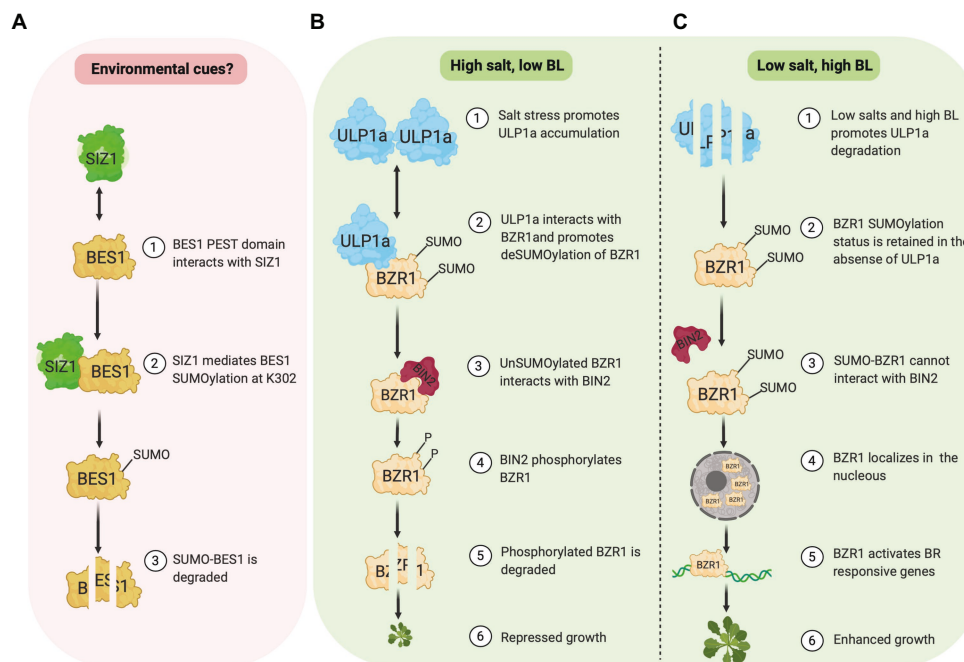 A
Environmental cues?
SIZ1
BES1
1
BES1 PEST domain
interacts with SIZ1
SIZ1
BES1
2
SIZ1 mediates BES1
SUMOylation at K302
SUMO
BES1
3
SUMO-BES1 is
degraded
BES1
B
High salt, low BL
ULP1a
ULP1a
1
Salt stress promotes
ULP1a accumulation
ULP1a
SUMO
SUMO
BZR1
2
ULP1a interacts with
BZR1and promotes
deSUMOylation of BZR1
BIN2
BZR1
3
UnSUMOylated BZR1
interacts with BIN2
P
P
BZR1
4
BIN2 phosphorylates
BZR1
BZR1
5
Phosphorylated BZR1 is
degraded
6
Repressed growth
C
Low salt, high BL
ULP1a
1
Low salts and high BL
promotes ULP1a
degradation
SUMO
SUMO
BZR1
2
BZR1 SUMOylation
status is retained in the
absense of ULP1a
BIN2
SUMO
SUMO
BZR1
3
SUMO-BZR1 cannot
interact with BIN2
BZR1
BZR1
BZR1
BZR1
BZR1
4
BZR1 localizes in the
nucleous
BZR1
5
BZR1 activates BR
responsive genes
6
Enhanced growth